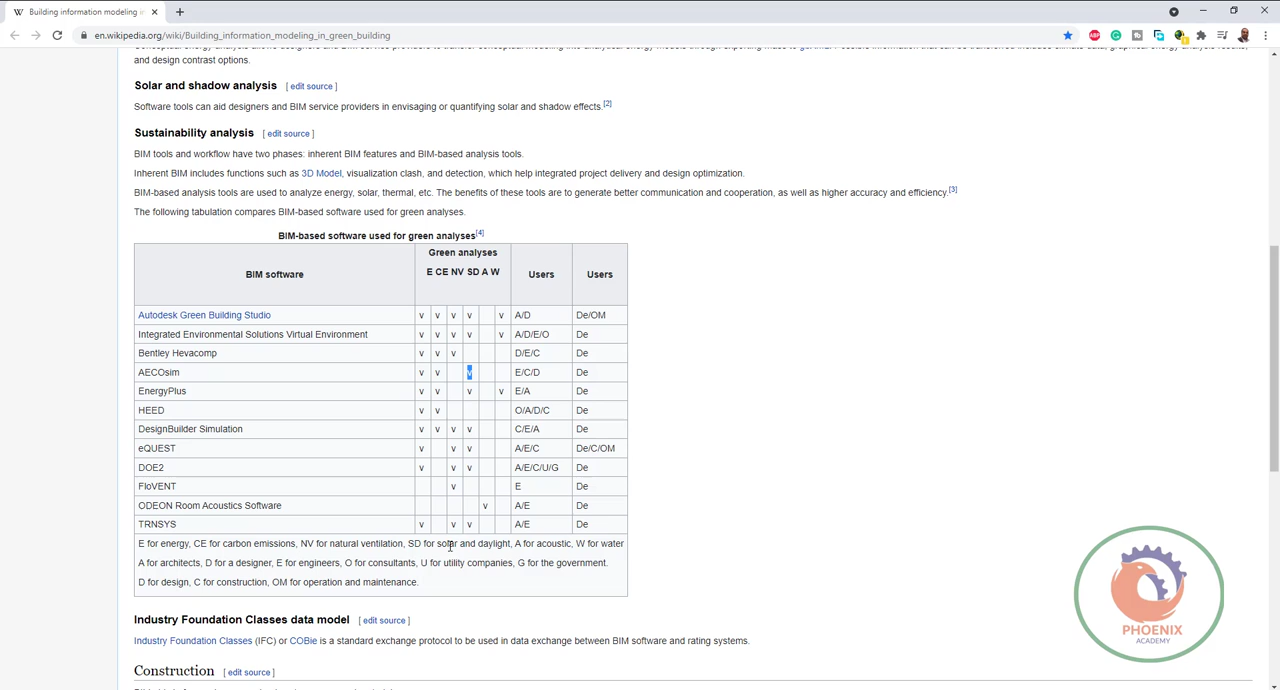 Building information modeling in
en.wikipedia.org/wiki/Building_information_modeling_in_green_building
and design contrast options.
Solar and shadow analysis [ edit source ]
Software tools can aid designers and BIM service providers in envisaging or quantifying solar and shadow effects.[2]
Sustainability analysis [ edit source ]
BIM tools and workflow have two phases: inherent BIM features and BIM-based analysis tools.
Inherent BIM includes functions such as 3D Model, visualization clash, and detection, which help integrated project delivery and design optimization.
BIM-based analysis tools are used to analyze energy, solar, thermal, etc. The benefits of these tools are to generate better communication and cooperation, as well as higher accuracy and efficiency.[3]
The following tabulation compares BIM-based software used for green analyses.
BIM-based software used for green analyses[4]
BIM software Green analyses Users Users
E CE NV SD A W
Autodesk Green Building Studio v v v v v A/D De/OM
Integrated Environmental Solutions Virtual Environment v v v v v A/D/E/O De
Bentley Hevacomp v v v D/E/C De
AECOsim v v v E/C/D De
EnergyPlus v v v v E/A De
HEED v v O/A/D/C De
DesignBuilder Simulation v v v v C/E/A De
eQUEST v v v A/E/C De/C/OM
DOE2 v v v A/E/C/U/G De
FloVENT v E De
ODEON Room Acoustics Software v A/E De
TRNSYS v v v A/E De
E for energy, CE for carbon emissions, NV for natural ventilation, SD for solar and daylight, A for acoustic, W for water
A for architects, D for a designer, E for engineers, O for consultants, U for utility companies, G for the government.
D for design, C for construction, OM for operation and maintenance.
Industry Foundation Classes data model [ edit source ]
Industry Foundation Classes (IFC) or COBie is a standard exchange protocol to be used in data exchange between BIM software and rating systems.
Construction [ edit source ]
PHOENIX
ACADEMY